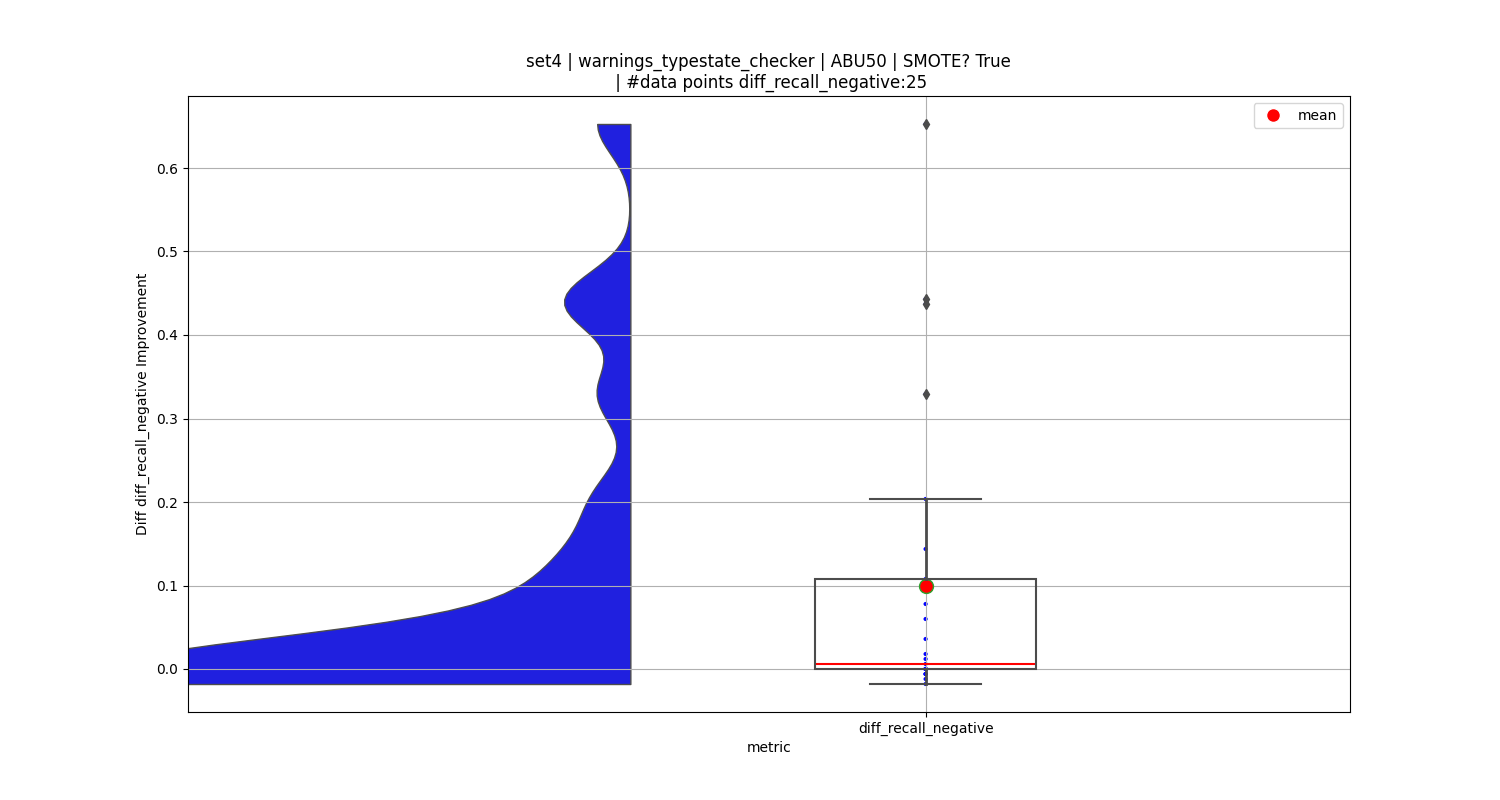 set4 | warnings_typestate_checker | ABU50 | SMOTE? True
| #data points diff_recall_negative:25
mean
0.6
0.5
0.4
0.3
0.2
0.1
0.0
Diff diff_recall_negative Improvement
diff_recall_negative
metric